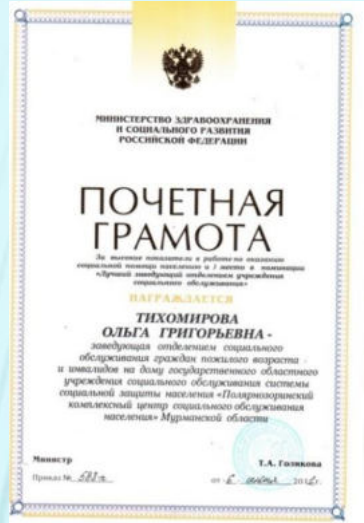 МИНИСТЕРСТВО ЗДРАВООХРАНЕНИЯ
И СОЦИАЛЬНОГО РАЗВИТИЯ
РОССИЙСКОЙ ФЕДЕРАЦИИ
ПОЧЕТНАЯ
ГРАМОТА
За высокие показатели в работе по оказанию
социальной помощи населению и I место в номинации
«Лучший заведующий отделением учреждения
социального обслуживания»
НАГРАЖДАЕТСЯ
ТИХОМИРОВА
ОЛЬГА ГРИГОРЬЕВНА -
заведующая отделением социального
обслуживания граждан пожилого возраста
и инвалидов на дому государственного областного
учреждения социального обслуживания системы
социальной защиты населения «Полярнозоринский
комплексный центр социального обслуживания
населения» Мурманской области
Министр
Т.А. Голикова
Приказ №
от 6